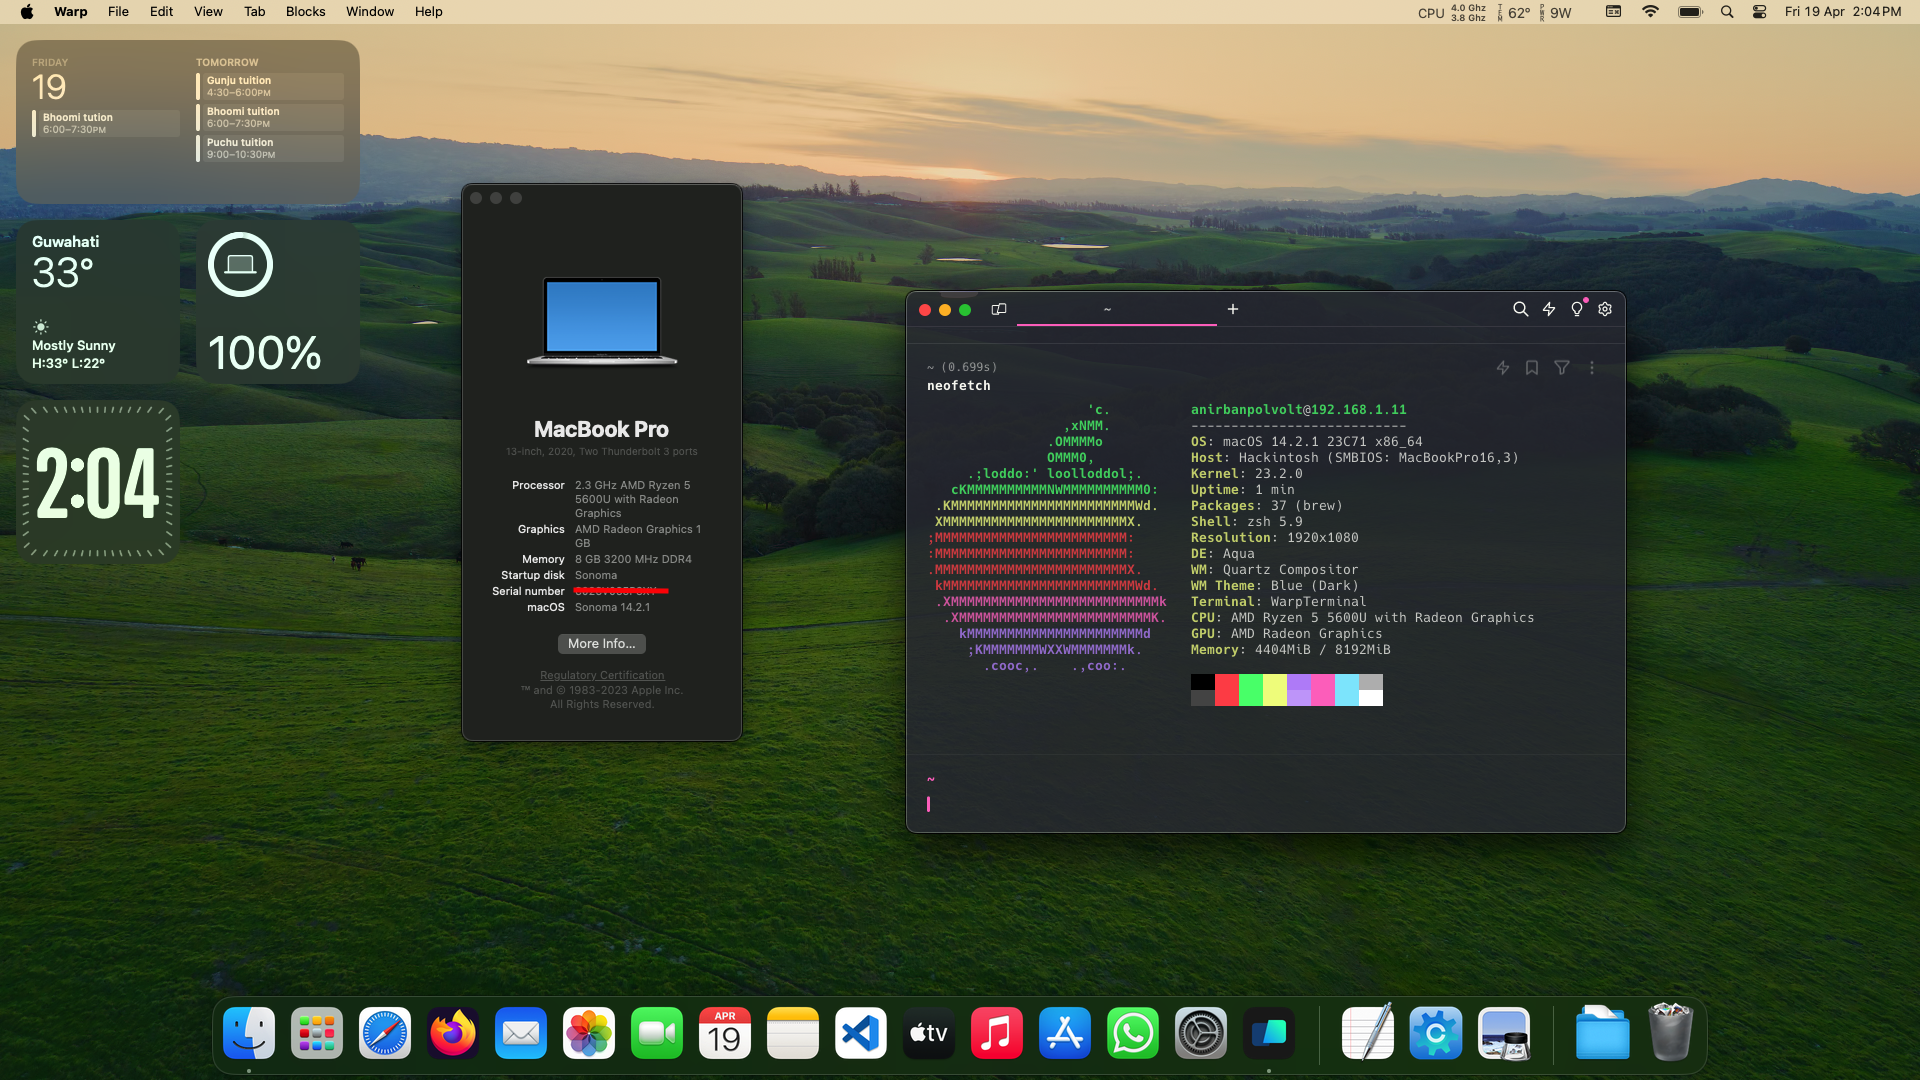 Warp File Edit View Tab Blocks Window Help
CPU 4.0 Ghz 3.8 Ghz TEM 62° PWR 9W Fri 19 Apr 2:04PM
FRIDAY
19
Bhoomi tution
6:00–7:30PM
TOMORROW
Gunju tuition
4:30–6:00PM
Bhoomi tuition
6:00–7:30PM
Puchu tuition
9:00–10:30PM
Guwahati
33°
Mostly Sunny
H:33° L:22°
100%
2:04
MacBook Pro
13-inch, 2020, Two Thunderbolt 3 ports
Processor 2.3 GHz AMD Ryzen 5
5600U with Radeon
Graphics
Graphics AMD Radeon Graphics 1
GB
Memory 8 GB 3200 MHz DDR4
Startup disk Sonoma
Serial number
macOS Sonoma 14.2.1
More Info...
Regulatory Certification
™ and © 1983-2023 Apple Inc.
All Rights Reserved.
~
~ (0.699s)
neofetch
'c.
,xNMM.
.OMMMMo
OMMM0,
.;loddo:' loolloddol;.
cKMMMMMMMMMMNWMMMMMMMMMM0:
.KMMMMMMMMMMMMMMMMMMMMMMMWd.
XMMMMMMMMMMMMMMMMMMMMMMMX.
;MMMMMMMMMMMMMMMMMMMMMMMM:
:MMMMMMMMMMMMMMMMMMMMMMMM:
.MMMMMMMMMMMMMMMMMMMMMMMMX.
kMMMMMMMMMMMMMMMMMMMMMMMMWd.
.XMMMMMMMMMMMMMMMMMMMMMMMMMMk
.XMMMMMMMMMMMMMMMMMMMMMMMMK.
kMMMMMMMMMMMMMMMMMMMMMMd
;KMMMMMMMWXXWMMMMMMMk.
.cooc,. .,coo:.
anirbanpolvolt@192.168.1.11
---------------------------
OS: macOS 14.2.1 23C71 x86_64
Host: Hackintosh (SMBIOS: MacBookPro16,3)
Kernel: 23.2.0
Uptime: 1 min
Packages: 37 (brew)
Shell: zsh 5.9
Resolution: 1920x1080
DE: Aqua
WM: Quartz Compositor
WM Theme: Blue (Dark)
Terminal: WarpTerminal
CPU: AMD Ryzen 5 5600U with Radeon Graphics
GPU: AMD Radeon Graphics
Memory: 4404MiB / 8192MiB
~
APR
19
tv